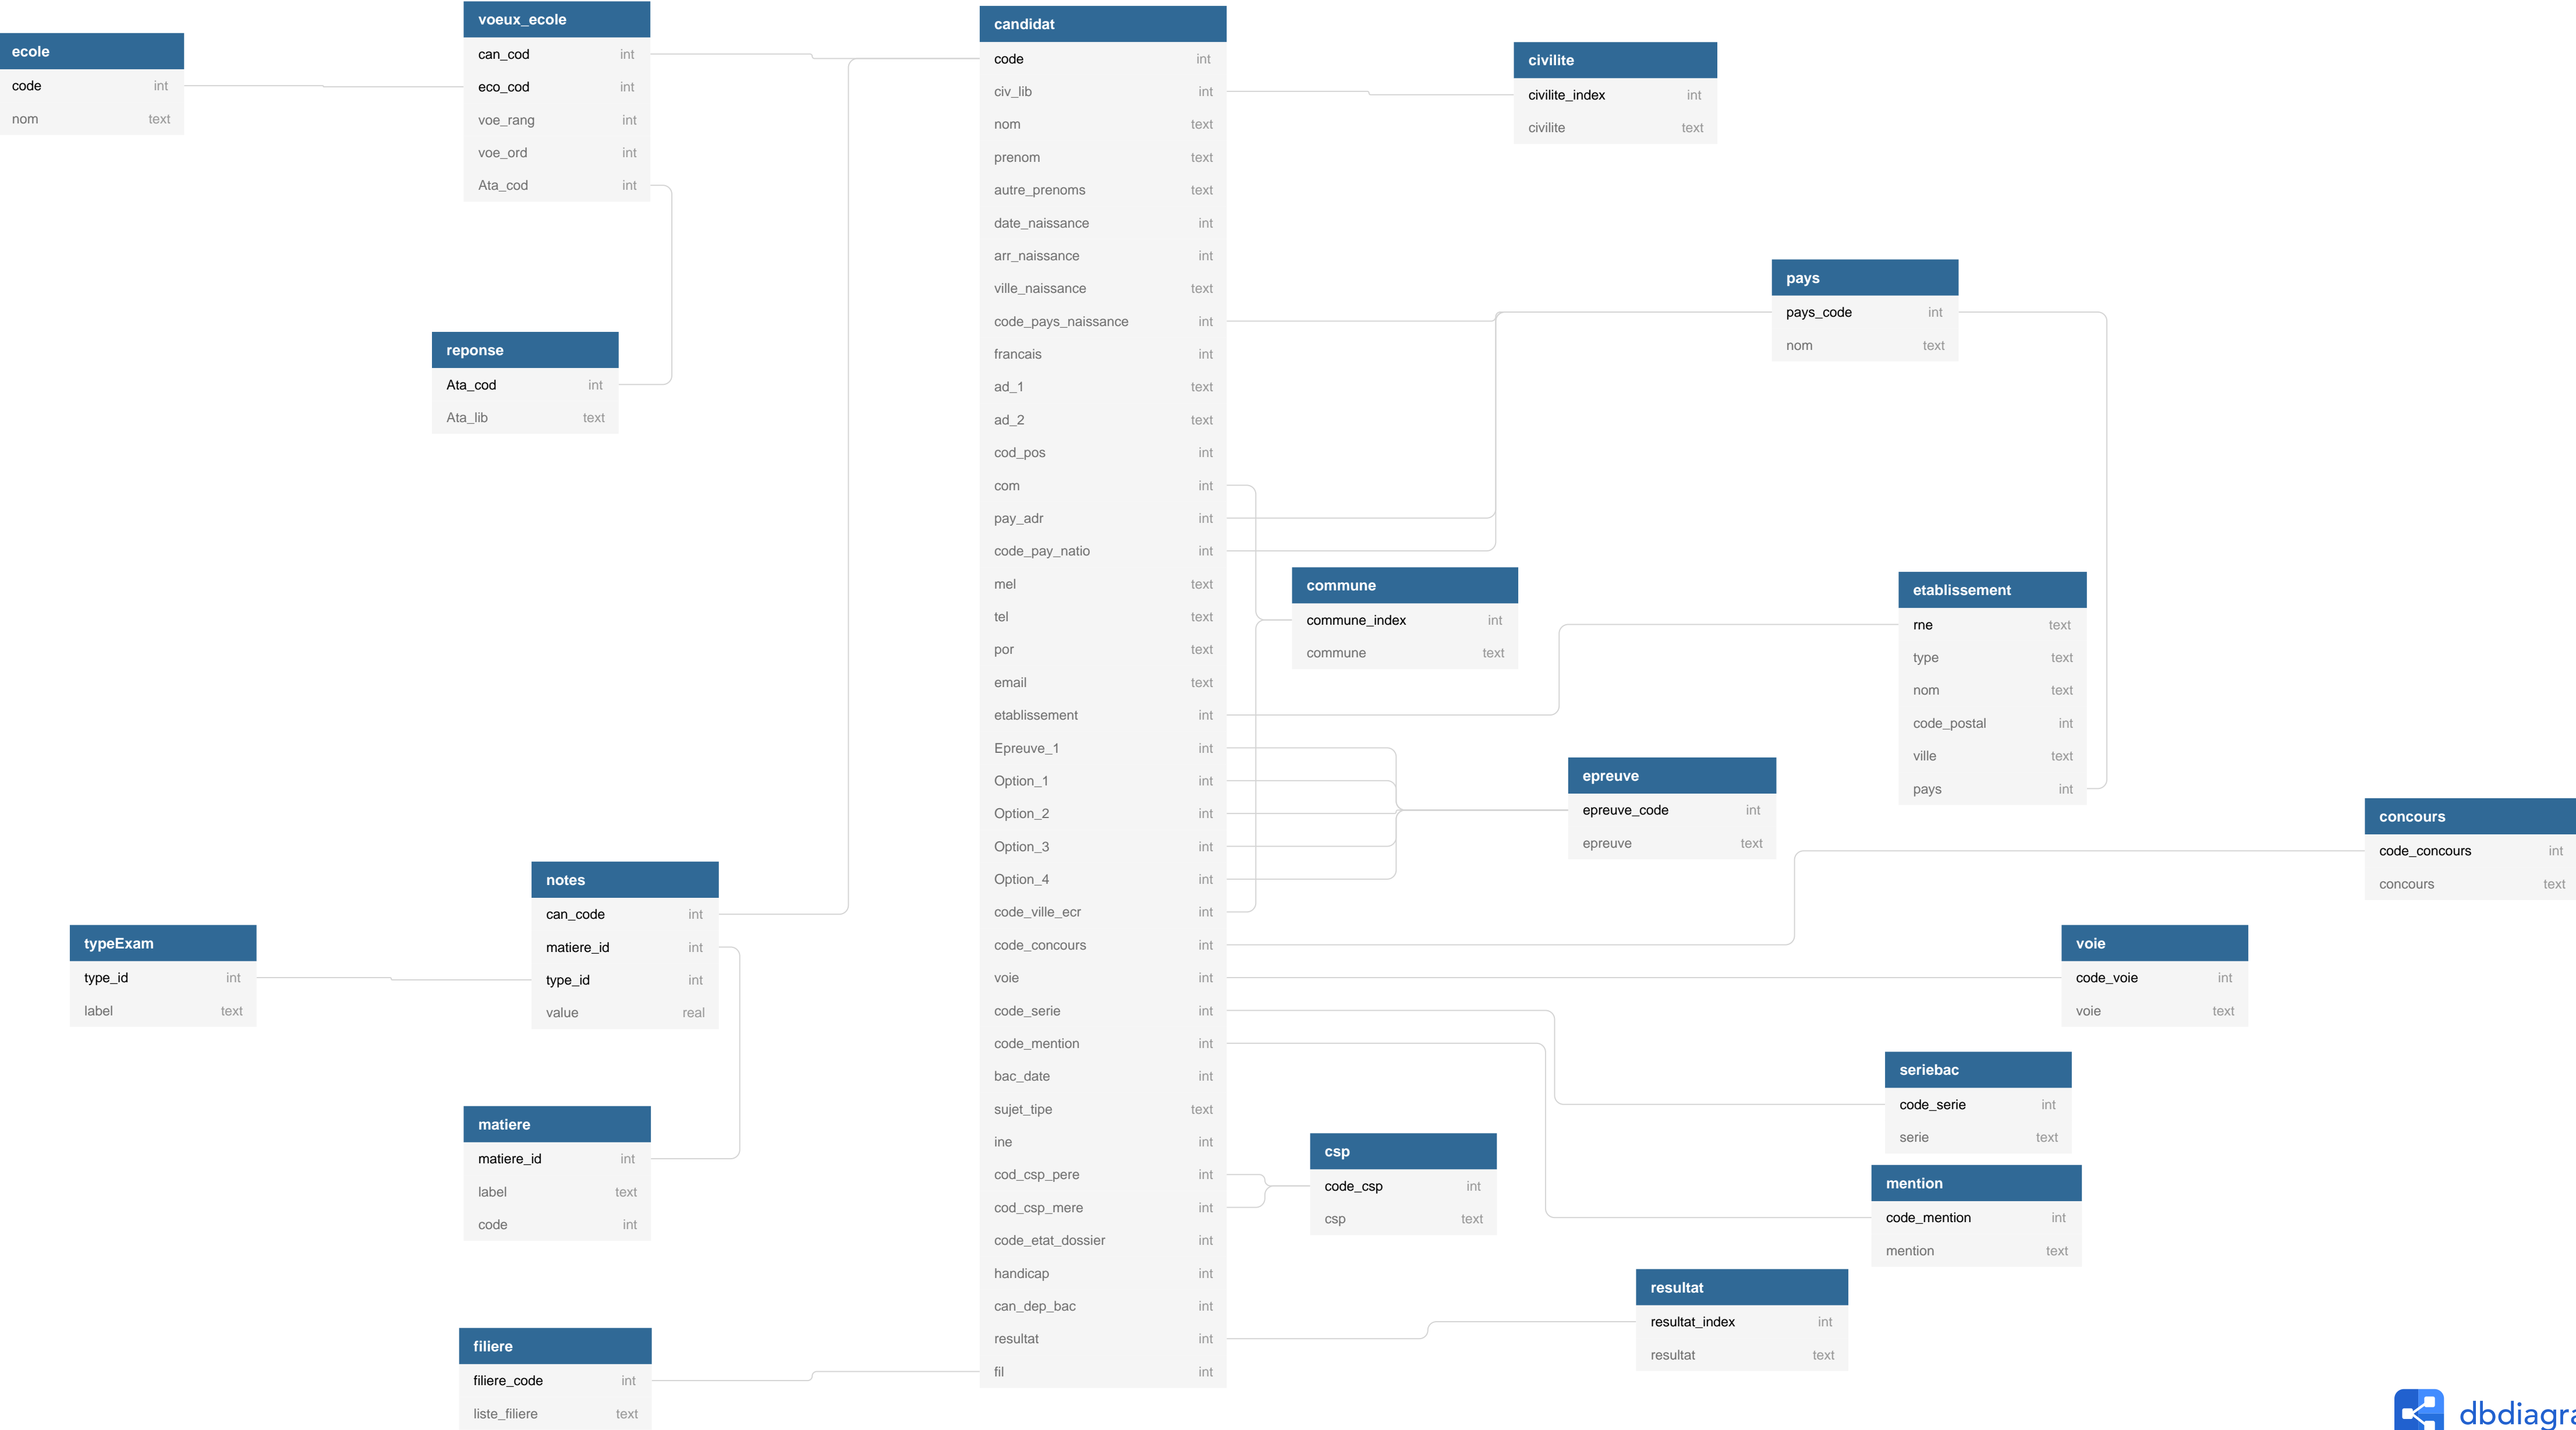 ecole
code int
nom text
voeux_ecole
can_cod int
eco_cod int
voe_rang int
voe_ord int
Ata_cod int
reponse
Ata_cod int
Ata_lib text
typeExam
type_id int
label text
notes
can_code int
matiere_id int
type_id int
value real
matiere
matiere_id int
label text
code int
filiere
filiere_code int
liste_filiere text
candidat
code int
civ_lib int
nom text
prenom text
autre_prenoms text
date_naissance int
arr_naissance int
ville_naissance text
code_pays_naissance int
francais int
ad_1 text
ad_2 text
cod_pos int
com int
pay_adr int
code_pay_natio int
mel text
tel text
por text
email text
etablissement int
Epreuve_1 int
Option_1 int
Option_2 int
Option_3 int
Option_4 int
code_ville_ecr int
code_concours int
voie int
code_serie int
code_mention int
bac_date int
sujet_tipe text
ine int
cod_csp_pere int
cod_csp_mere int
code_etat_dossier int
handicap int
can_dep_bac int
resultat int
fil int
civilite
civilite_index int
civilite text
pays
pays_code int
nom text
commune
commune_index int
commune text
etablissement
rne text
type text
nom text
code_postal int
ville text
pays int
epreuve
epreuve_code int
epreuve text
concours
code_concours int
concours text
voie
code_voie int
voie text
seriebac
code_serie int
serie text
csp
code_csp int
csp text
mention
code_mention int
mention text
resultat
resultat_index int
resultat text
dbdiagra